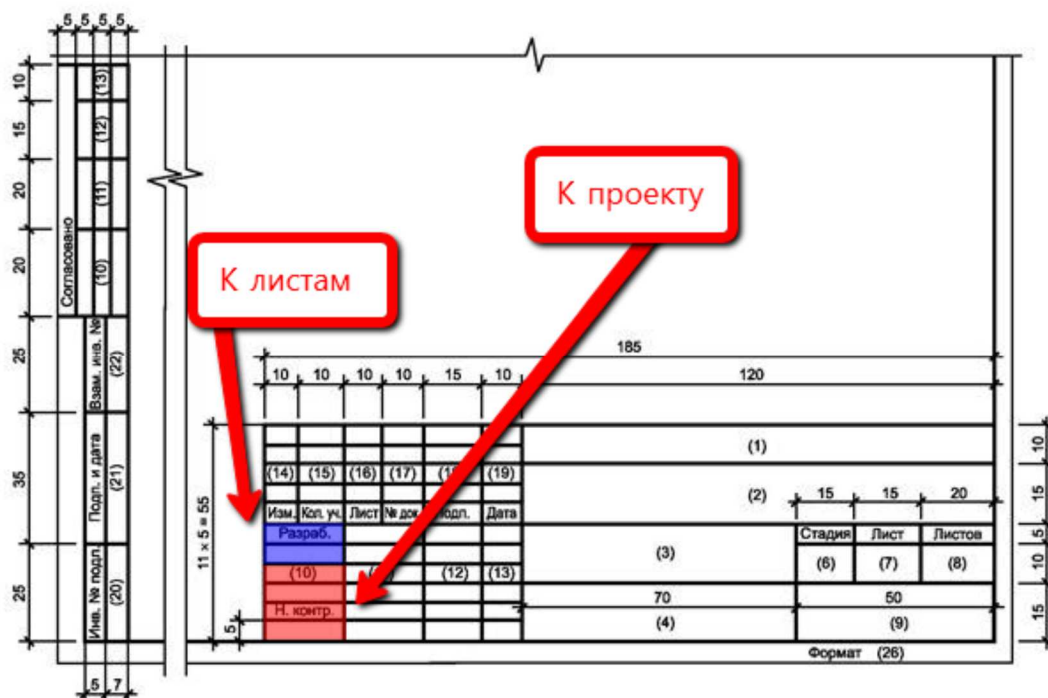 5 5 5 5
10
15
20
20
25
35
25
(13)
(12)
(11)
(10)
Согласовано
Взам. инв. №
(22)
Подп. и дата
(21)
Инв. № подл.
(20)
5 7
К проекту
К листам
185
10 10 10 10 15 10
120
11 × 5 = 55
5
(1)
10
(14) (15) (16) (17) (19)
(2)
15 15 20
15
Изм. Кол. уч. Лист № док. Подп. Дата
Разраб.
(3)
Стадия Лист Листов
5
(6) (7) (8)
10
(10) (12) (13)
70
50
Н. контр.
(4)
(9)
15
Формат (26)